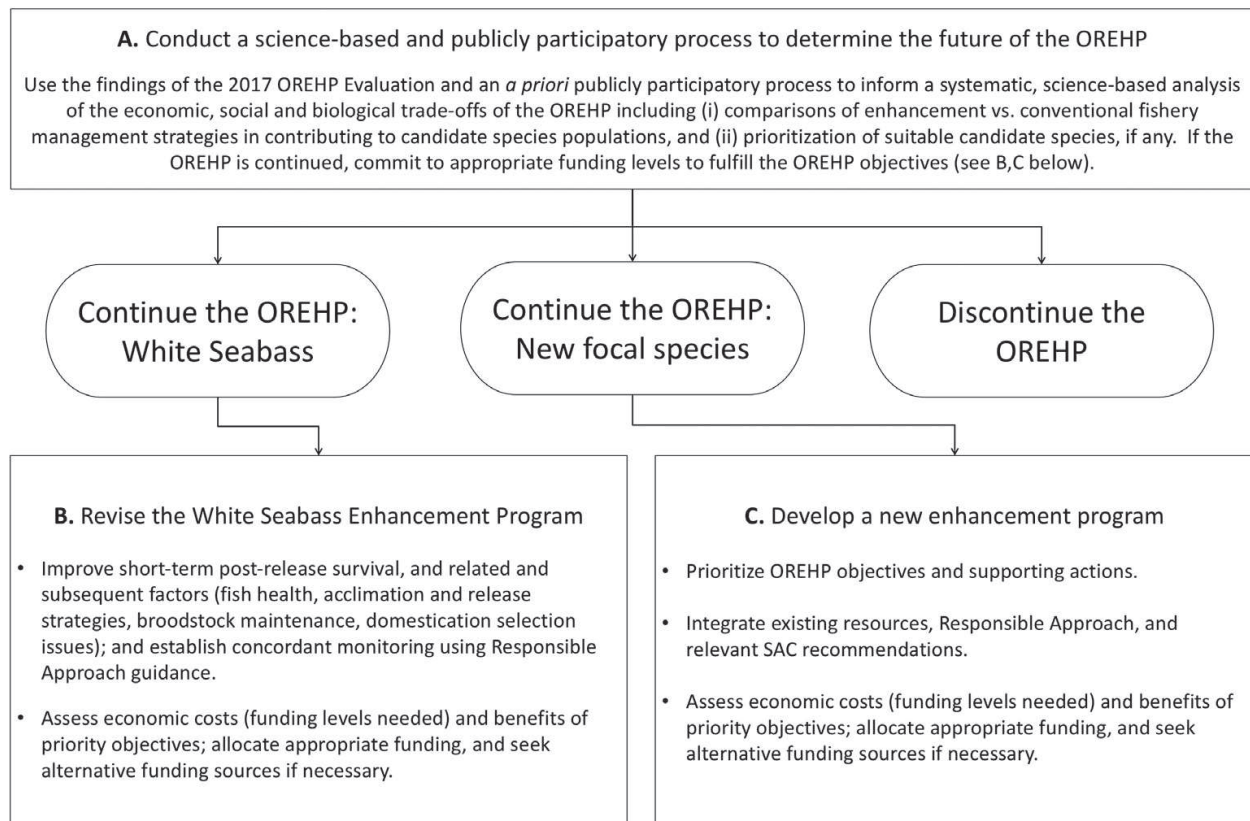 A. Conduct a science-based and publicly participatory process to determine the future of the OREHP
Use the findings of the 2017 OREHP Evaluation and an a priori publicly participatory process to inform a systematic, science-based analysis
of the economic, social and biological trade-offs of the OREHP including (i) comparisons of enhancement vs. conventional fishery
management strategies in contributing to candidate species populations, and (ii) prioritization of suitable candidate species, if any. If the
OREHP is continued, commit to appropriate funding levels to fulfill the OREHP objectives (see B,C below).
Continue the OREHP:
White Seabass
Continue the OREHP:
New focal species
Discontinue the
OREHP
B. Revise the White Seabass Enhancement Program
• Improve short-term post-release survival, and related and
subsequent factors (fish health, acclimation and release
strategies, broodstock maintenance, domestication selection
issues); and establish concordant monitoring using Responsible
Approach guidance.
• Assess economic costs (funding levels needed) and benefits of
priority objectives; allocate appropriate funding, and seek
alternative funding sources if necessary.
C. Develop a new enhancement program
• Prioritize OREHP objectives and supporting actions.
• Integrate existing resources, Responsible Approach, and
relevant SAC recommendations.
• Assess economic costs (funding levels needed) and benefits of
priority objectives; allocate appropriate funding, and seek
alternative funding sources if necessary.